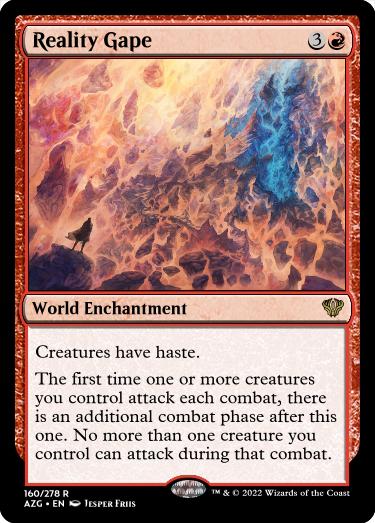 Reality Gape 3
World Enchantment
Creatures have haste.
The first time one or more creatures
you control attack each combat, there
is an additional combat phase after this
one. No more than one creature you
control can attack during that combat.
160/278 R
AZG • EN JESPER FRIIS
™ & © 2022 Wizards of the Coast